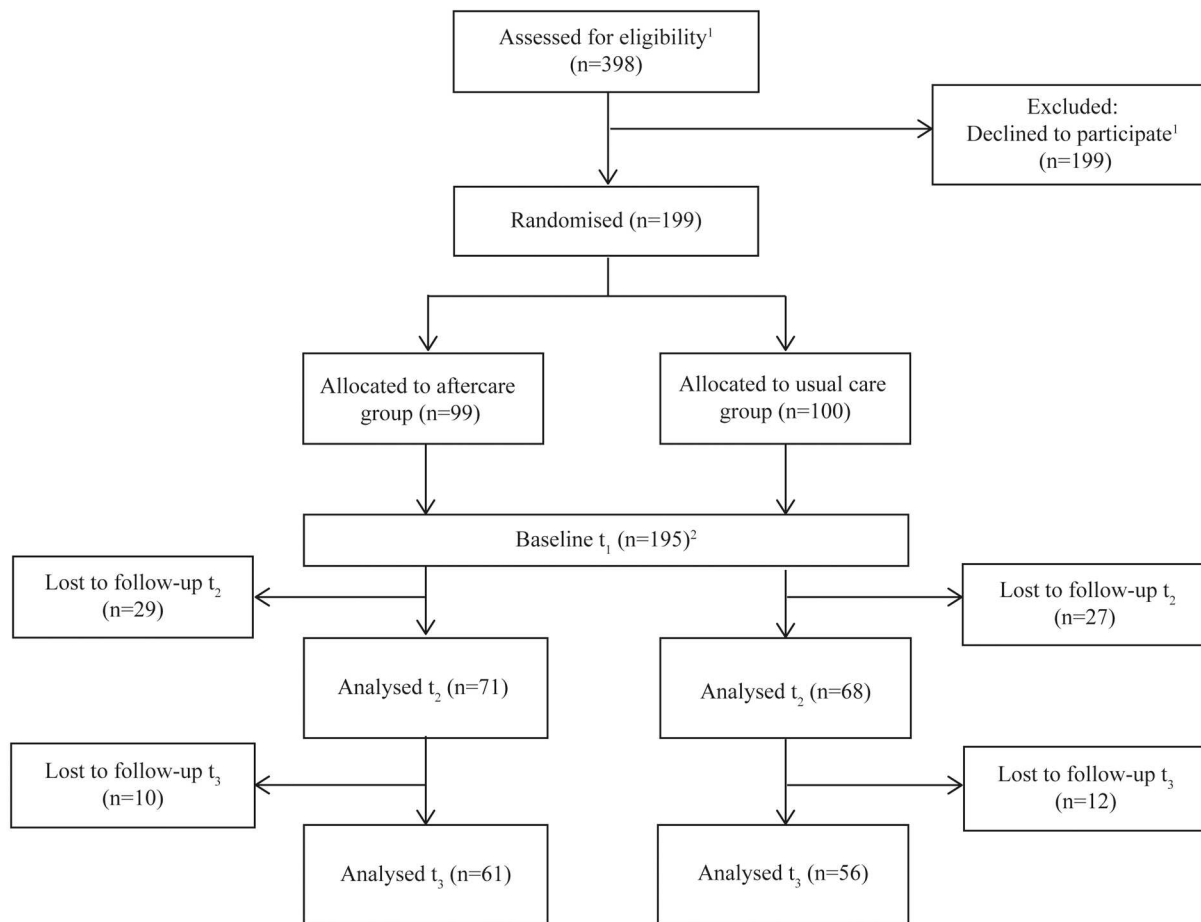 Assessed for eligibility¹
(n=398)
Excluded:
Declined to participate¹
(n=199)
Randomised (n=199)
Allocated to aftercare
group (n=99)
Allocated to usual care
group (n=100)
Baseline t₁ (n=195)²
Lost to follow-up t₂
(n=29)
Lost to follow-up t₂
(n=27)
Analysed t₂ (n=71)
Analysed t₂ (n=68)
Lost to follow-up t₃
(n=10)
Lost to follow-up t₃
(n=12)
Analysed t₃ (n=61)
Analysed t₃ (n=56)